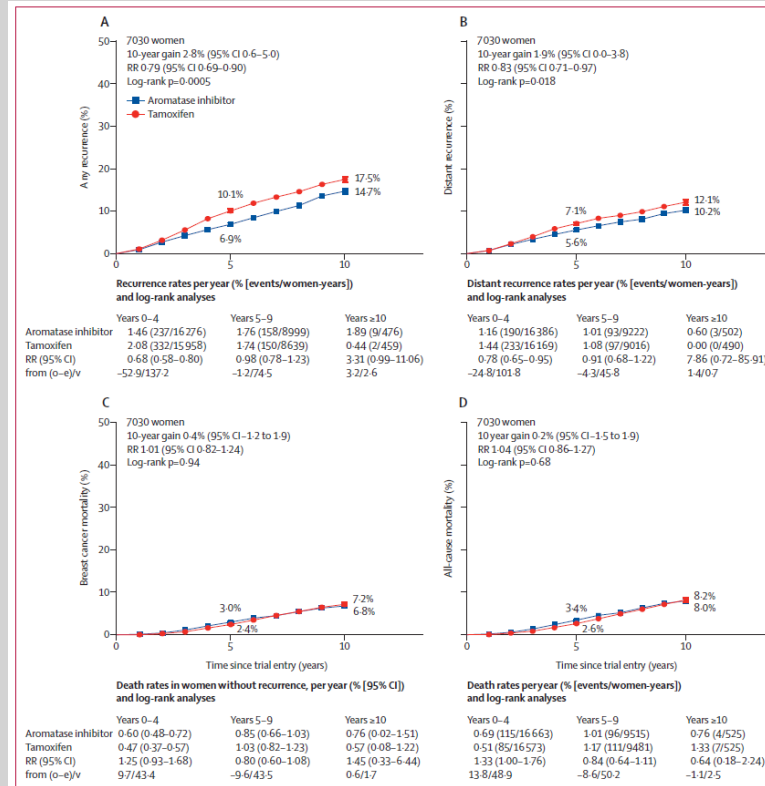 A
50
7030 women
10-year gain 2·8% (95% CI 0·6–5·0)
RR 0·79 (95% CI 0·69–0·90)
Log-rank p=0·0005
40
Aromatase inhibitor
Tamoxifen
30
Any recurrence (%)
20
17·5%
14·7%
10·1%
10
6·9%
0
0 5 10
Recurrence rates per year (% [events/women-years])
and log-rank analyses
Years 0–4 Years 5–9 Years ≥10
Aromatase inhibitor 1·46 (237/16 276) 1·76 (158/8999) 1·89 (9/476)
Tamoxifen 2·08 (332/15 958) 1·74 (150/8639) 0·44 (2/459)
RR (95% CI) 0·68 (0·58–0·80) 0·98 (0·78–1·23) 3·31 (0·99–11·06)
from (o–e)/v –52·9/137·2 –1·2/74·5 3·2/2·6
B
7030 women
10-year gain 1·9% (95% CI 0·0–3·8)
RR 0·83 (95% CI 0·71–0·97)
Log-rank p=0·018
Distant recurrence (%)
12·1%
10·2%
7·1%
5·6%
0 5 10
Distant recurrence rates per year (% [events/women-years])
and log-rank analyses
Years 0–4 Years 5–9 Years ≥10
1·16 (190/16 386) 1·01 (93/9222) 0·60 (3/502)
1·44 (233/16 169) 1·08 (97/9016) 0·00 (0/490)
0·78 (0·65–0·95) 0·91 (0·68–1·22) 7·86 (0·72–85·91)
–24·8/101·8 –4·3/45·8 1·4/0·7
C
50
7030 women
10-year gain 0·4% (95% CI–1·2 to 1·9)
RR 1·01 (95% CI 0·82–1·24)
Log-rank p=0·94
40
30
Breast cancer mortality (%)
20
10
7·2%
6·8%
3·0%
2·4%
0
0 5 10
Time since trial entry (years)
Death rates in women without recurrence, per year (% [95% CI])
and log-rank analyses
Years 0–4 Years 5–9 Years ≥10
Aromatase inhibitor 0·60 (0·48–0·72) 0·85 (0·66–1·03) 0·76 (0·02–1·51)
Tamoxifen 0·47 (0·37–0·57) 1·03 (0·82–1·23) 0·57 (0·08–1·22)
RR (95% CI) 1·25 (0·93–1·68) 0·80 (0·60–1·08) 1·45 (0·33–6·44)
from (o–e)/v 9·7/43·4 –9·6/43·5 0·6/1·7
D
7030 women
10 year gain 0·2% (95% CI–1·5 to 1·9)
RR 1·04 (95% CI 0·86–1·27)
Log-rank p=0·68
All-cause mortality (%)
8·2%
8·0%
3·4%
2·6%
0 5 10
Time since trial entry (years)
Death rates per year (% [events/women-years])
and log-rank analyses
Years 0–4 Years 5–9 Years ≥10
0·69 (115/16 663) 1·01 (96/9515) 0·76 (4/525)
0·51 (85/16 573) 1·17 (111/9481) 1·33 (7/525)
1·33 (1·00–1·76) 0·84 (0·64–1·11) 0·64 (0·18–2·24)
13·8/48·9 –8·6/50·2 –1·1/2·5